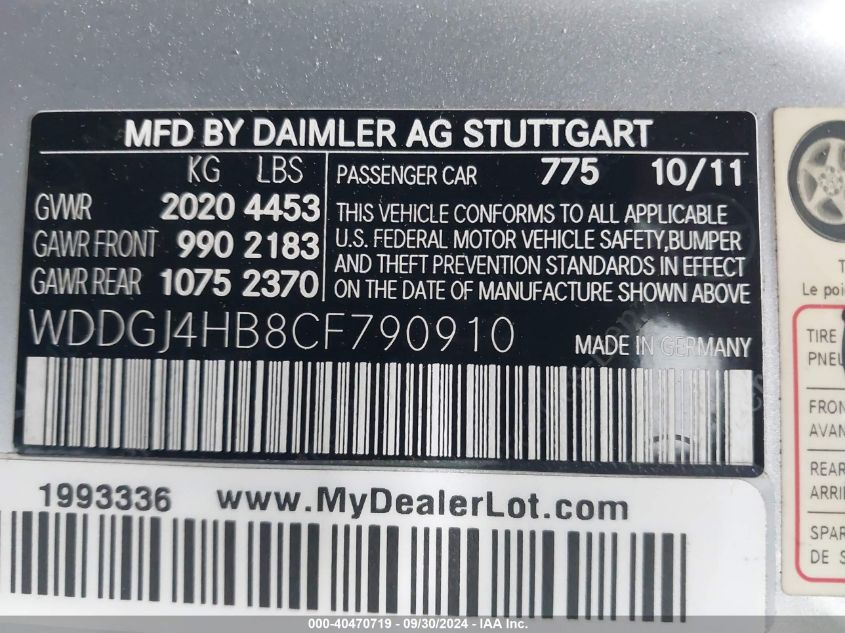 MFD BY DAIMLER AG STUTTGART
KG LBS
GVWR 2020 4453
GAWR FRONT 990 2183
GAWR REAR 1075 2370
PASSENGER CAR 775 10/11
THIS VEHICLE CONFORMS TO ALL APPLICABLE
U.S. FEDERAL MOTOR VEHICLE SAFETY,BUMPER
AND THEFT PREVENTION STANDARDS IN EFFECT
ON THE DATE OF MANUFACTURE SHOWN ABOVE
WDDGJ4HB8CF790910
MADE IN GERMANY
1993336 www.MyDealerLot.com
T
Le poi
TIRE
PNEU
FRON
AVAN
REAR
ARRI
SPAR
DE S
000-40470719 - 09/30/2024 - IAA Inc.